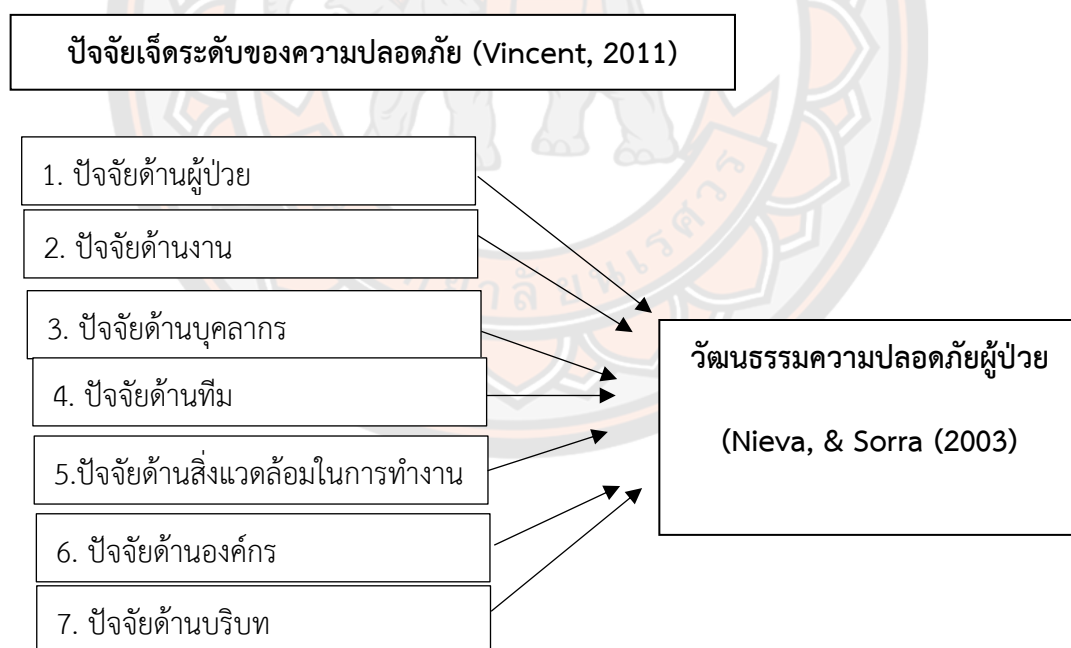 ปัจจัยเจ็ดระดับของความปลอดภัย (Vincent, 2011)
1. ปัจจัยด้านผู้ป่วย
2. ปัจจัยด้านงาน
3. ปัจจัยด้านบุคลากร
4. ปัจจัยด้านทีม
5.ปัจจัยด้านสิ่งแวดล้อมในการทำงาน
6. ปัจจัยด้านองค์กร
7. ปัจจัยด้านบริบท
วัฒนธรรมความปลอดภัยผู้ป่วย
(Nieva, & Sorra (2003)